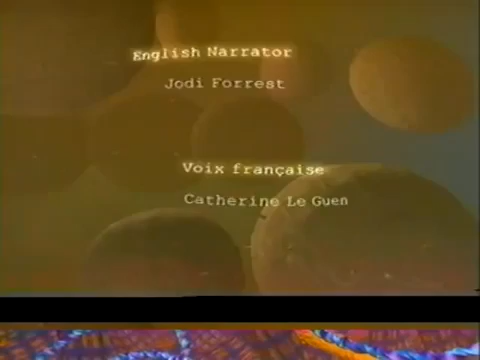 English Narrator
Jodi Forrest
Voix française
Catherine Le Guen